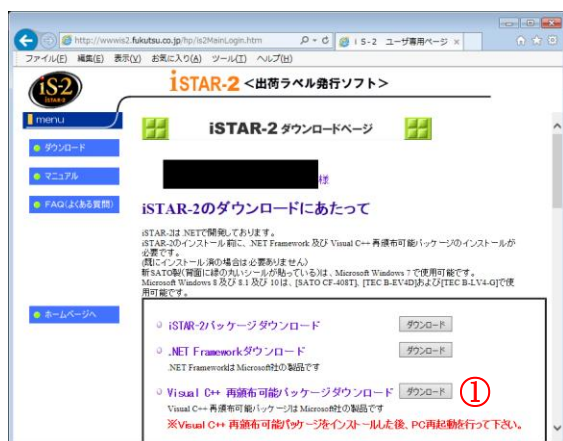 http://wwwis2.fukutsu.co.jp/hp/is2MainLogin.htm
iS-2 ユーザ専用ページ
ファイル(F) 編集(E) 表示(V) お気に入り(A) ツール(T) ヘルプ(H)
iS-2
ISTAR-2
iSTAR-2 <出荷ラベル発行ソフト>
menu
iSTAR-2 ダウンロードページ
ダウンロード
マニュアル
様
FAQ(よくある質問)
iSTAR-2のダウンロードにあたって
iSTAR-2は .NETで開発しております。
iSTAR-2のインストール前に、.NET Framework 及び Visual C++ 再頒布可能パッケージのインストールが
必要です。
(既にインストール済の場合は必要ありません)
新SATO製(背面に緑の丸いシールが貼っている)は、Microsoft Windows 7 で使用可能です。
Microsoft Windows 8 及び 8.1 及び 10は、[SATO CF-408T], [TEC B-EV4D]および[TEC B-LV4-G]で使
用可能です。
ホームページへ
iSTAR-2パッケージダウンロード ダウンロード
.NET Frameworkダウンロード ダウンロード
.NET FrameworkはMicrosoft社の製品です
Visual C++ 再頒布可能パッケージダウンロード ダウンロード ①
Visual C++ 再頒布可能パッケージは Microsoft社の製品です
※Visual C++ 再頒布可能パッケージをインストールした後、PC再起動を行って下さい。